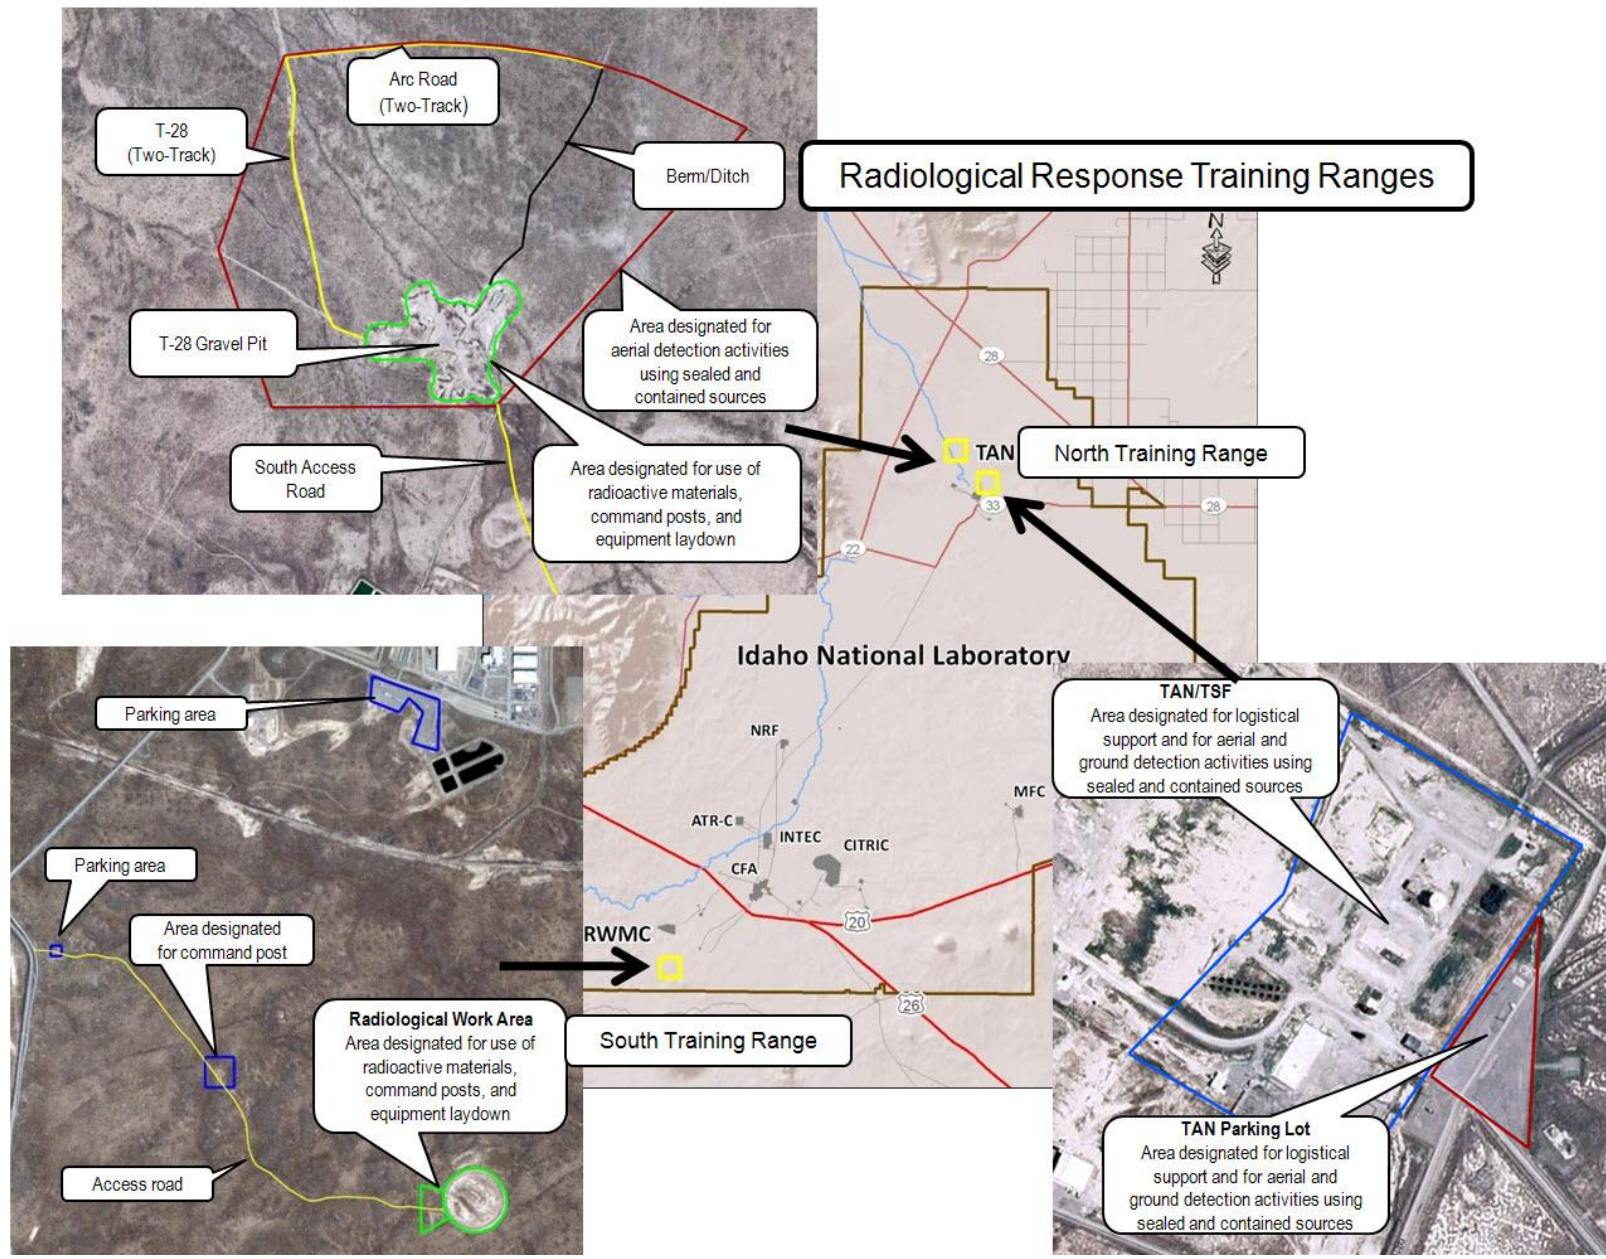 Arc Road
(Two-Track)
T-28
(Two-Track)
Berm/Ditch
Radiological Response Training Ranges
N
T-28 Gravel Pit
Area designated for
aerial detection activities
using sealed and
contained sources
28
South Access
Road
Area designated for use of
radioactive materials,
command posts, and
equipment laydown
TAN
North Training Range
33
28
22
Idaho National Laboratory
Parking area
TAN/TSF
Area designated for logistical
support and for aerial and
ground detection activities using
sealed and contained sources
NRF
MFC
ATR-C
INTEC
CITRIC
CFA
Parking area
Area designated
for command post
20
RWMC
26
Radiological Work Area
Area designated for use of
radioactive materials,
command posts, and
equipment laydown
South Training Range
Access road
TAN Parking Lot
Area designated for logistical
support and for aerial and
ground detection activities using
sealed and contained sources